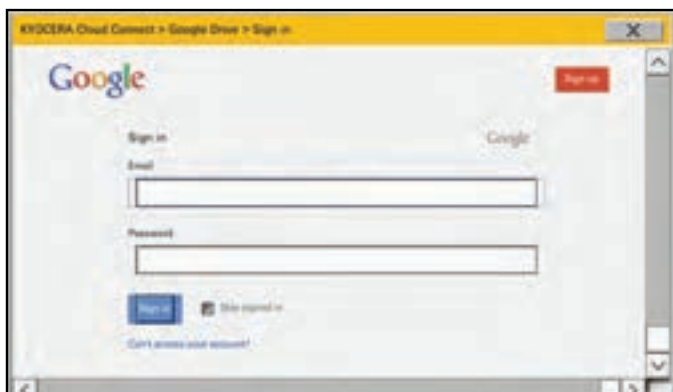 KYOCERA Cloud Connect > Google Drive > Sign in
X
Google
Sign up
Sign in
Google
Email
Password
Sign in
Stay signed in
Can't access your account?